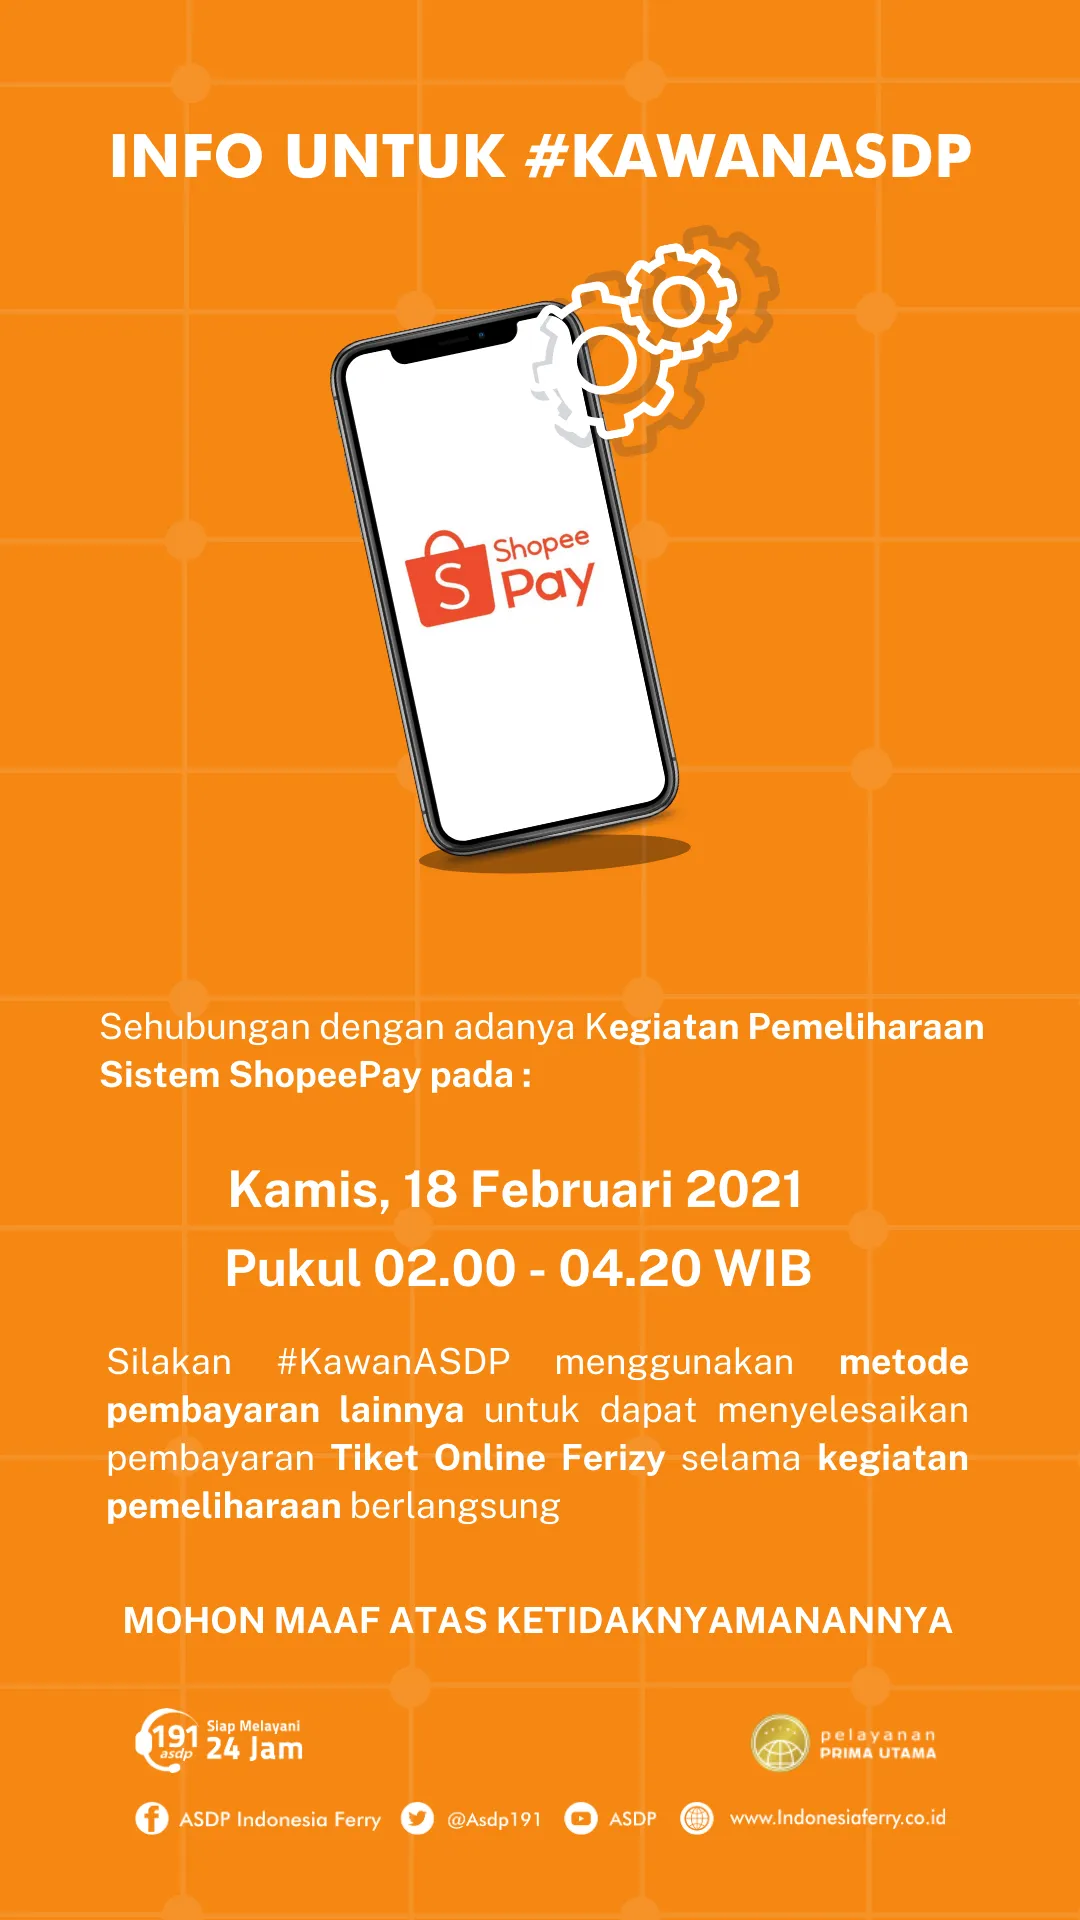 INFO UNTUK #KAWANASDP
S
Shopee
Pay
Sehubungan dengan adanya Kegiatan Pemeliharaan
Sistem ShopeePay pada :
Kamis, 18 Februari 2021
Pukul 02.00 - 04.20 WIB
Silakan #KawanASDP menggunakan metode
pembayaran lainnya untuk dapat menyelesaikan
pembayaran Tiket Online Ferizy selama kegiatan
pemeliharaan berlangsung
MOHON MAAF ATAS KETIDAKNYAMANANNYA
191 Siap Melayani
asdp 24 Jam
pelayanan
PRIMA UTAMA
ASDP Indonesia Ferry @Asdp191 ASDP www.Indonesiaferry.co.id